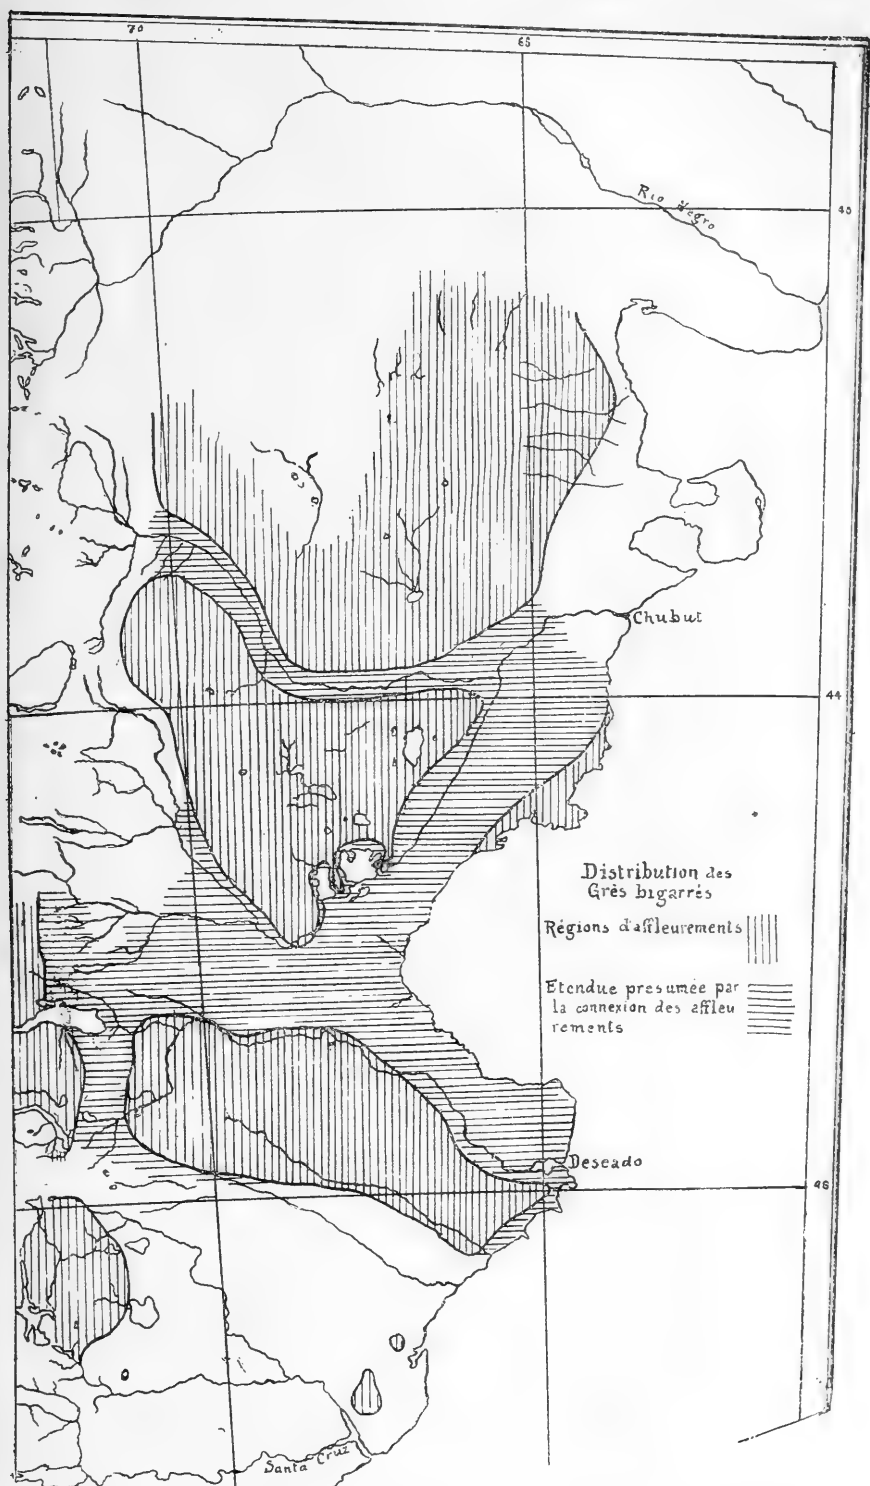 70
65
Rio Negro
40
Chubut
44
Distribution des
Grès bigarrés
Régions d'affleurements
Etendue presumée par
la connexion des affleu
rements
Deseado
48
Santa Cruz